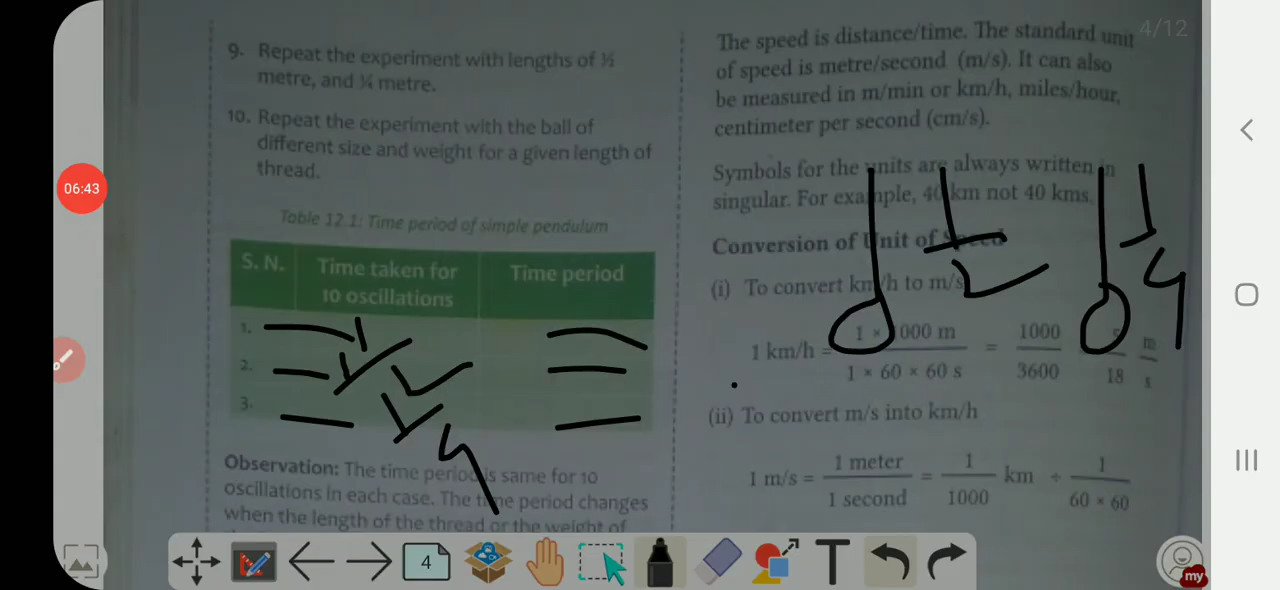 4/12
06:43
9. Repeat the experiment with lengths of ½
metre, and ¼ metre.
10. Repeat the experiment with the ball of
different size and weight for a given length of
thread.
Table 12.1: Time period of simple pendulum
S. N. Time taken for 10 oscillations Time period
1.
2.
3.
Observation: The time period is same for 10
oscillations in each case. The time period changes
when the length of the thread or the weight of
The speed is distance/time. The standard unit
of speed is metre/second (m/s). It can also
be measured in m/min or km/h, miles/hour,
centimeter per second (cm/s).
Symbols for the units are always written in
singular. For example, 40 km not 40 kms.
Conversion of Unit of Speed
(i) To convert km/h to m/s
1 km/h = 1 × 1000 m / 1 × 60 × 60 s = 1000 / 3600 5 / 18 m / s
(ii) To convert m/s into km/h
1 m/s = 1 meter / 1 second = 1 / 1000 km ÷ 1 / 60 × 60
1
2
1
4
4
T
my